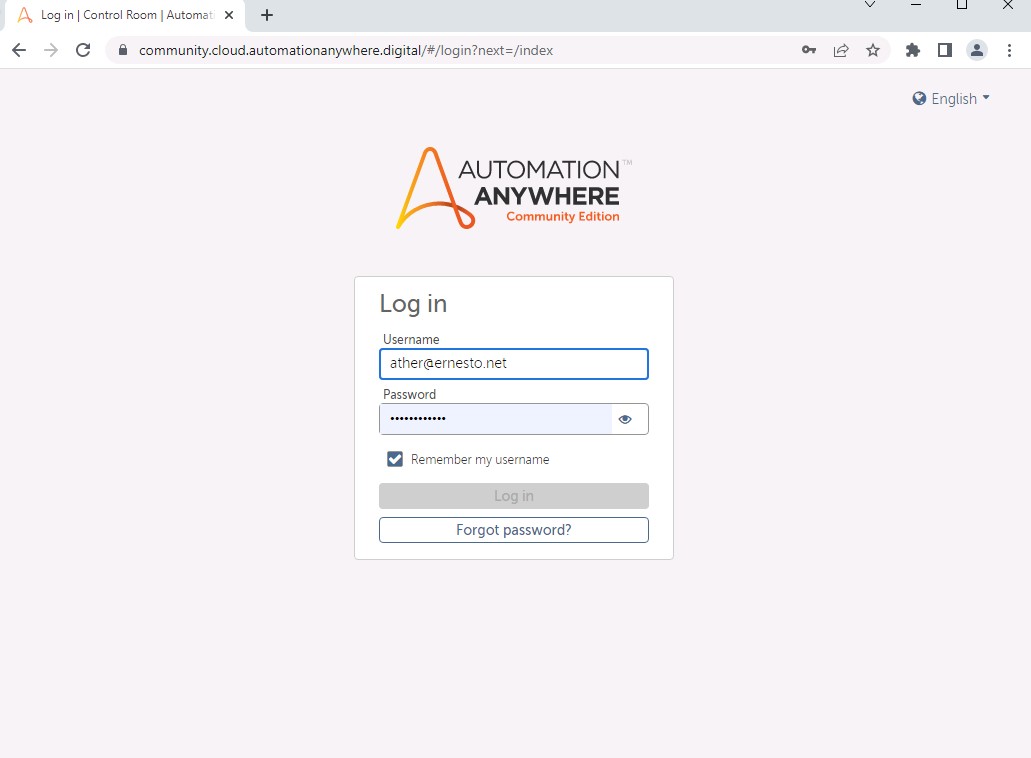 Log in | Control Room | Automat
community.cloud.automationanywhere.digital/#/login?next=/index
English
AUTOMATION™
ANYWHERE
Community Edition
Log in
Username
ather@ernesto.net
Password
••••••••••••
Remember my username
Log in
Forgot password?